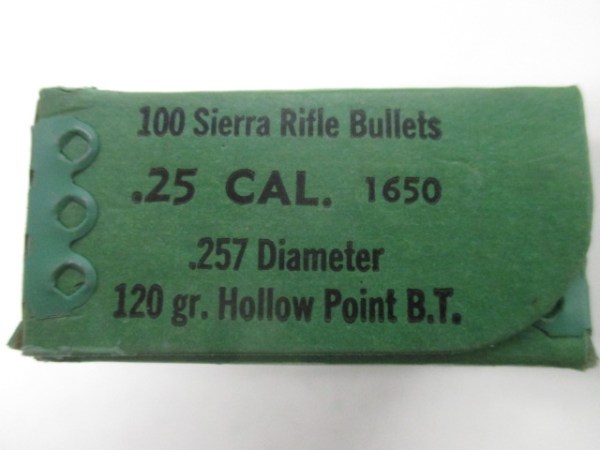 100 Sierra Rifle Bullets
.25 CAL. 1650
.257 Diameter
120 gr. Hollow Point B.T.